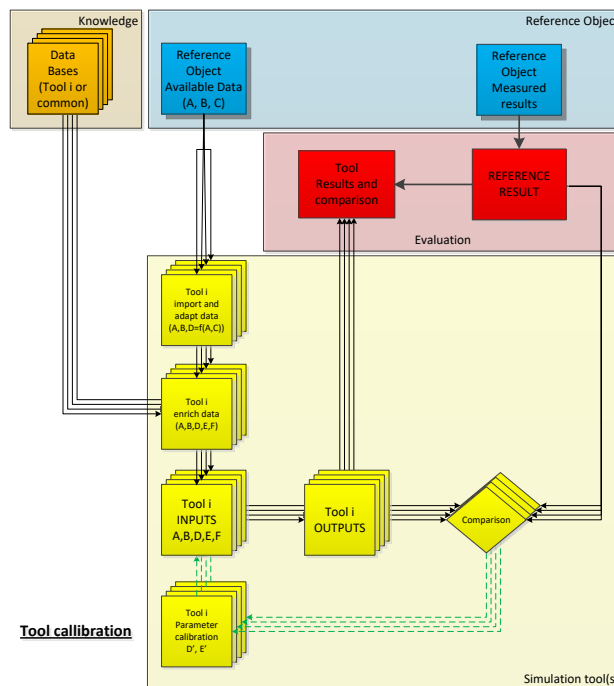 Knowledge
Reference Objec
Data
Bases
(Tool i or
common)
Reference
Object
Available Data
(A, B, C)
Reference
Object
Measured
results
Tool
Results and
comparison
REFERENCE
RESULT
Evaluation
Tool i
import and
adapt data
(A,B,D=f(A,C))
Tool i
enrich data
(A,B,D,E,F)
Tool i
INPUTS
A,B,D,E,F
Tool i
OUTPUTS
Comparison
Tool i
Parameter
calibration
D', E'
Tool callibration
Simulation tool(s